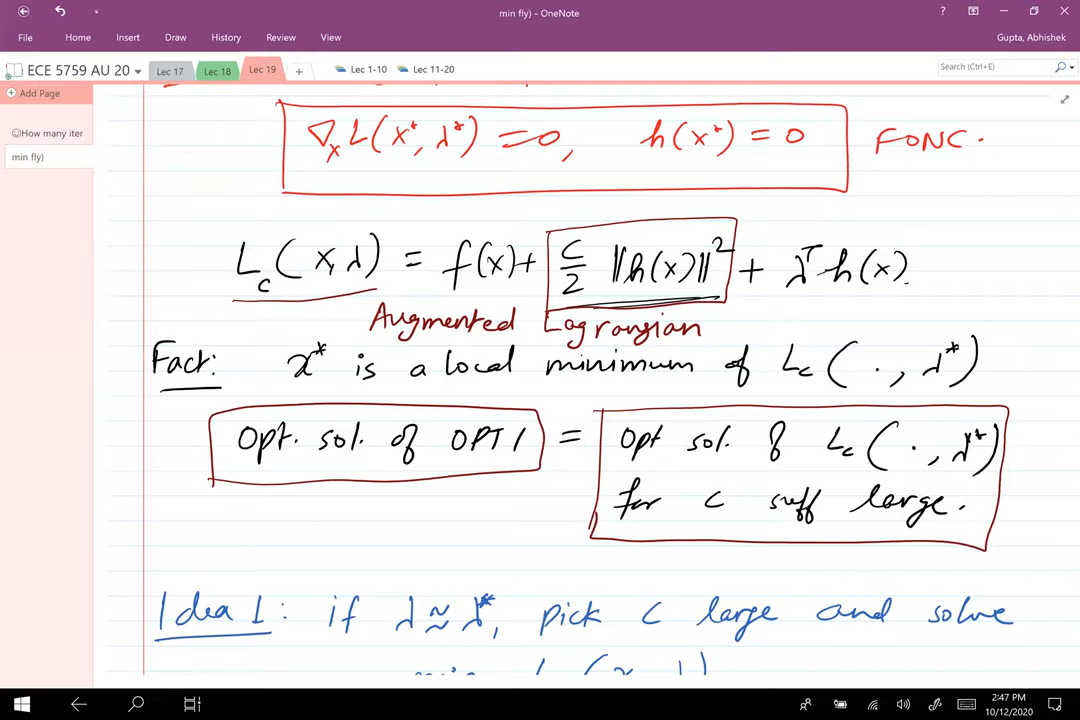 min fly) - OneNote
File Home Insert Draw History Review View ? Gupta, Abhishek
ECE 5759 AU 20 Lec 17 Lec 18 Lec 19 + Lec 1-10 Lec 11-20 Search (Ctrl+E)
Add Page
☹How many iter
min fly)
∇ₓ L(x*, λ*) = 0, h(x*) = 0 FONC.
L_c(x, λ) = f(x) + c/2 ||h(x)||² + λᵀh(x).
Augmented Lagrangian
Fact: x* is a local minimum of L_c(·, λ*)
Opt. sol. of OPT1 = Opt sol. of L_c(·, λ*)
for c suff large.
Idea 1: if λ ≈ λ*, pick c large and solve
2:47 PM
10/12/2020